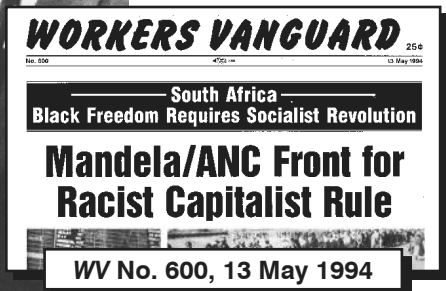 WORKERS VANGUARD
25¢
No. 600
13 May 1994
South Africa
Black Freedom Requires Socialist Revolution
Mandela/ANC Front for
Racist Capitalist Rule
WV No. 600, 13 May 1994